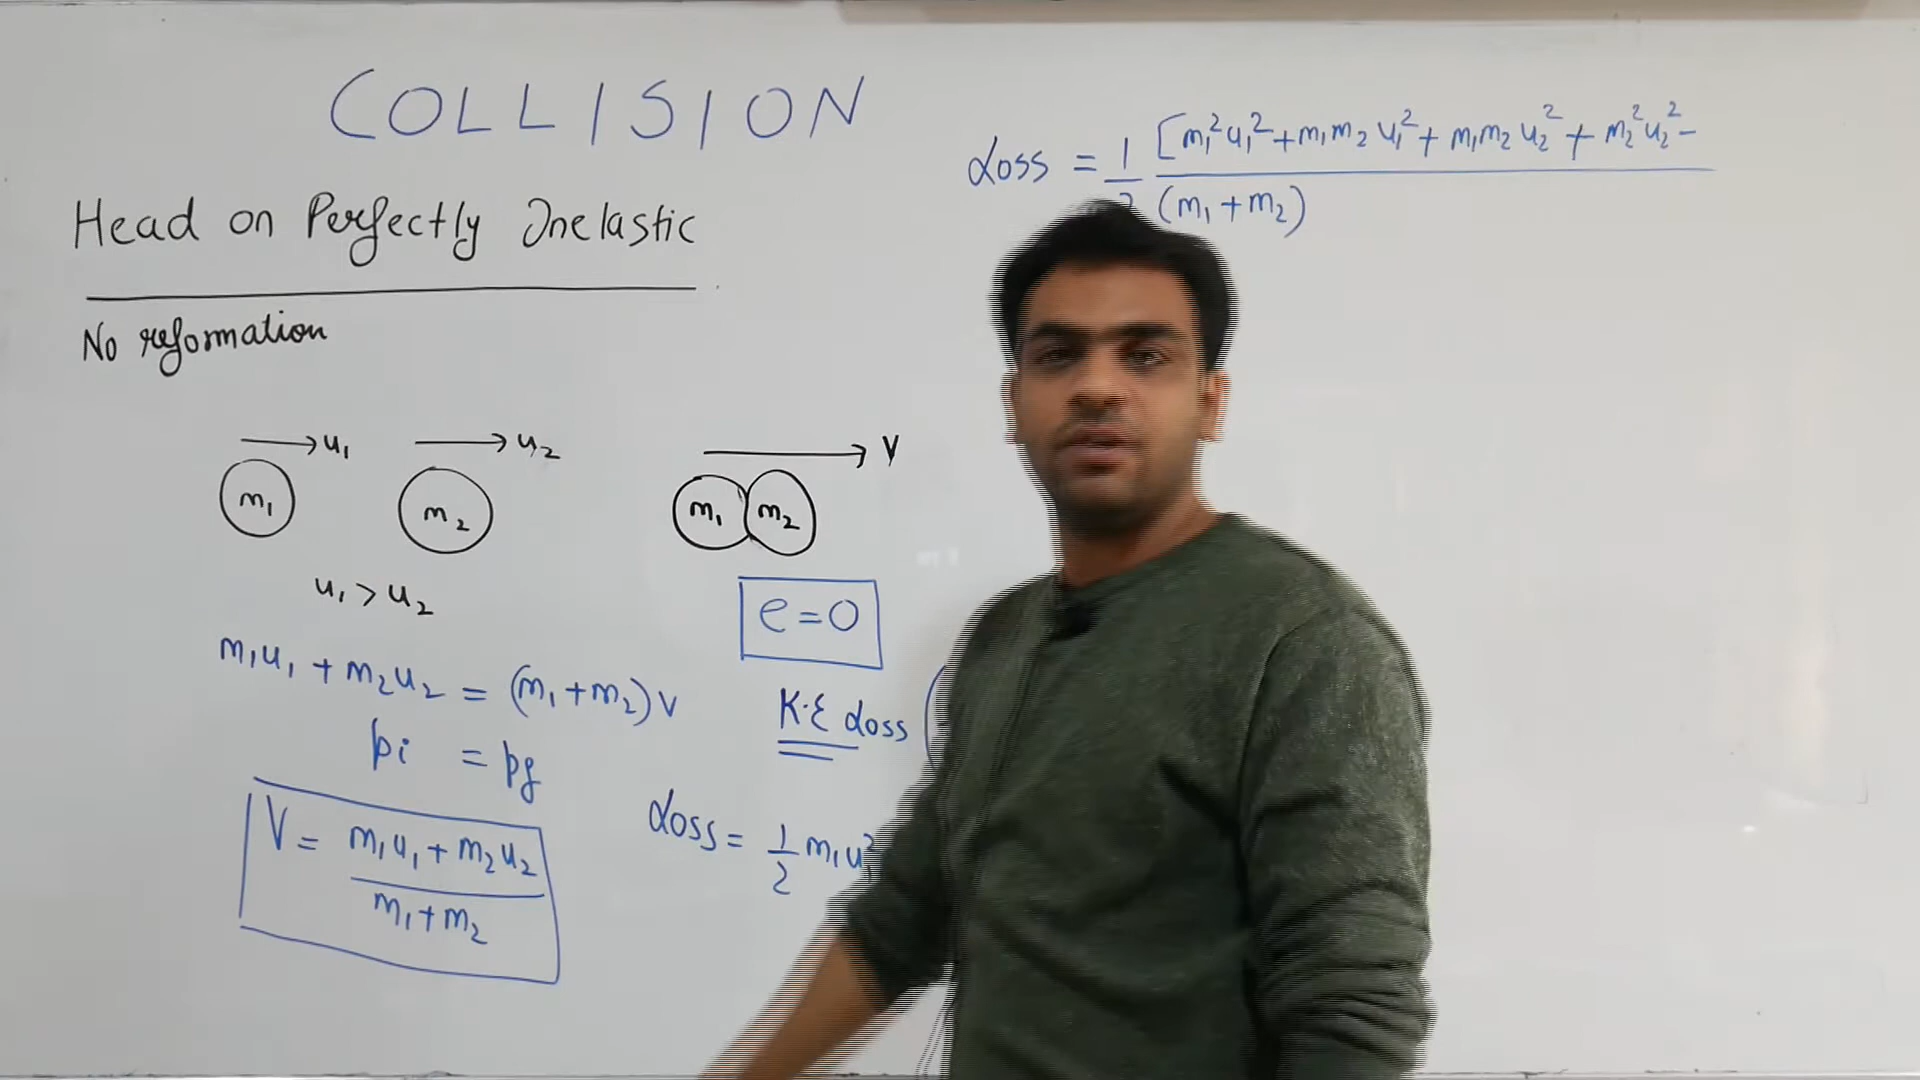 COLLISION
Head on Perfectly Inelastic
No reformation
u₁ u₂ V
m₁ m₂ m₁ m₂
u₁ > u₂
e = 0
m₁u₁ + m₂u₂ = (m₁ + m₂) v
pi = pf
K.E Loss (
V = m₁u₁ + m₂u₂
m₁ + m₂
Loss = 1/2 m₁u₁²
Loss = 1/2 [m₁²u₁² + m₁m₂u₁² + m₁m₂u₂² + m₂²u₂² -
(m₁ + m₂)